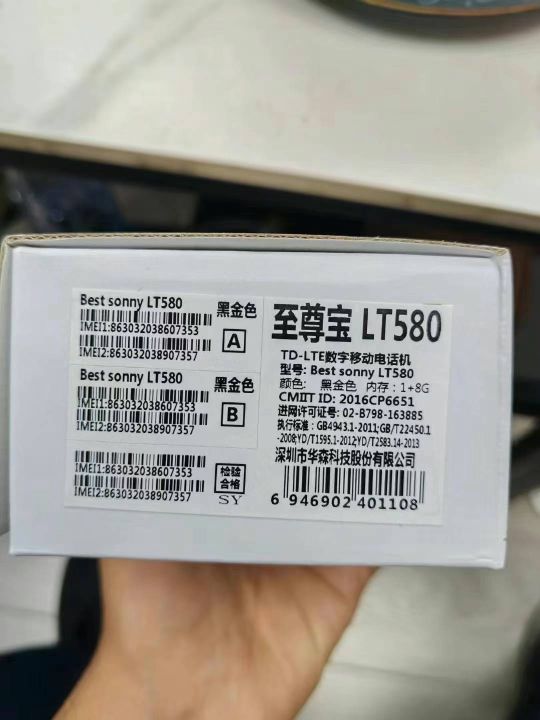 Best sonny LT580
黑金色
IMEI1:863032038607353
A
IMEI2:863032038907357
Best sonny LT580
黑金色
IMEI1:863032038607353
B
IMEI2:863032038907357
IMEI1:863032038607353
检验
合格
IMEI2:863032038907357
SY
至尊宝 LT580
TD-LTE数字移动电话机
型号: Best sonny LT580
颜色: 黑金色 内存: 1+8G
CMIIT ID: 2016CP6651
进网许可证号: 02-B798-163885
执行标准: GB4943.1-2011;GB/T22450.1
-2008;YD/T1595.1-2012;YD/T2583.14-2013
深圳市华森科技股份有限公司
6 946902 401108